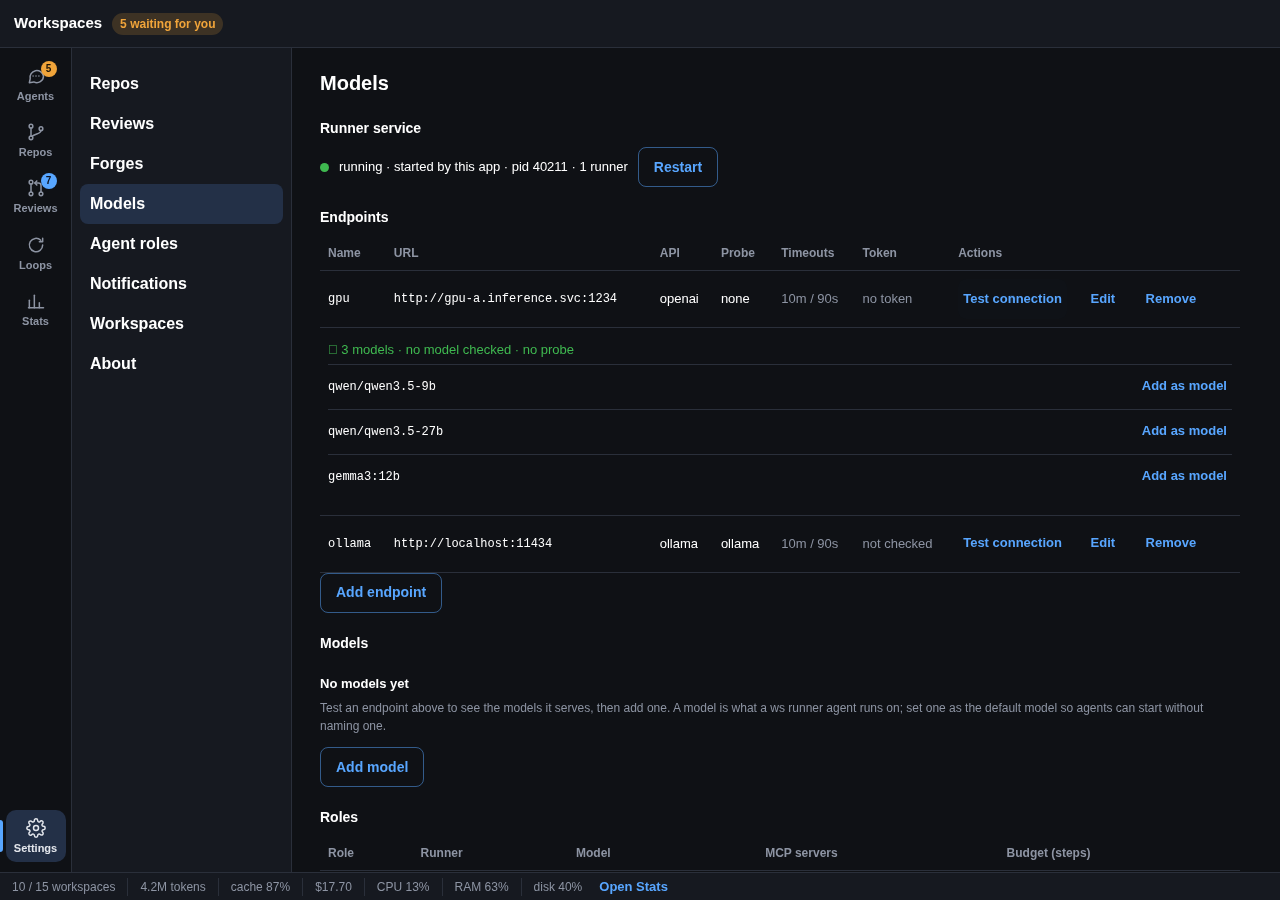 Workspaces 5 waiting for you
5
Agents
Repos
7
Reviews
Loops
Stats
Settings
Repos
Reviews
Forges
Models
Agent roles
Notifications
Workspaces
About
Models
Runner service
running · started by this app · pid 40211 · 1 runner Restart
Endpoints
Name URL API Probe Timeouts Token Actions
gpu http://gpu-a.inference.svc:1234 openai none 10m / 90s no token Test connection Edit Remove
3 models · no model checked · no probe
qwen/qwen3.5-9b Add as model
qwen/qwen3.5-27b Add as model
gemma3:12b Add as model
ollama http://localhost:11434 ollama ollama 10m / 90s not checked Test connection Edit Remove
Add endpoint
Models
No models yet
Test an endpoint above to see the models it serves, then add one. A model is what a ws runner agent runs on; set one as the default model so agents can start without
naming one.
Add model
Roles
Role Runner Model MCP servers Budget (steps)
10 / 15 workspaces 4.2M tokens cache 87% $17.70 CPU 13% RAM 63% disk 40% Open Stats